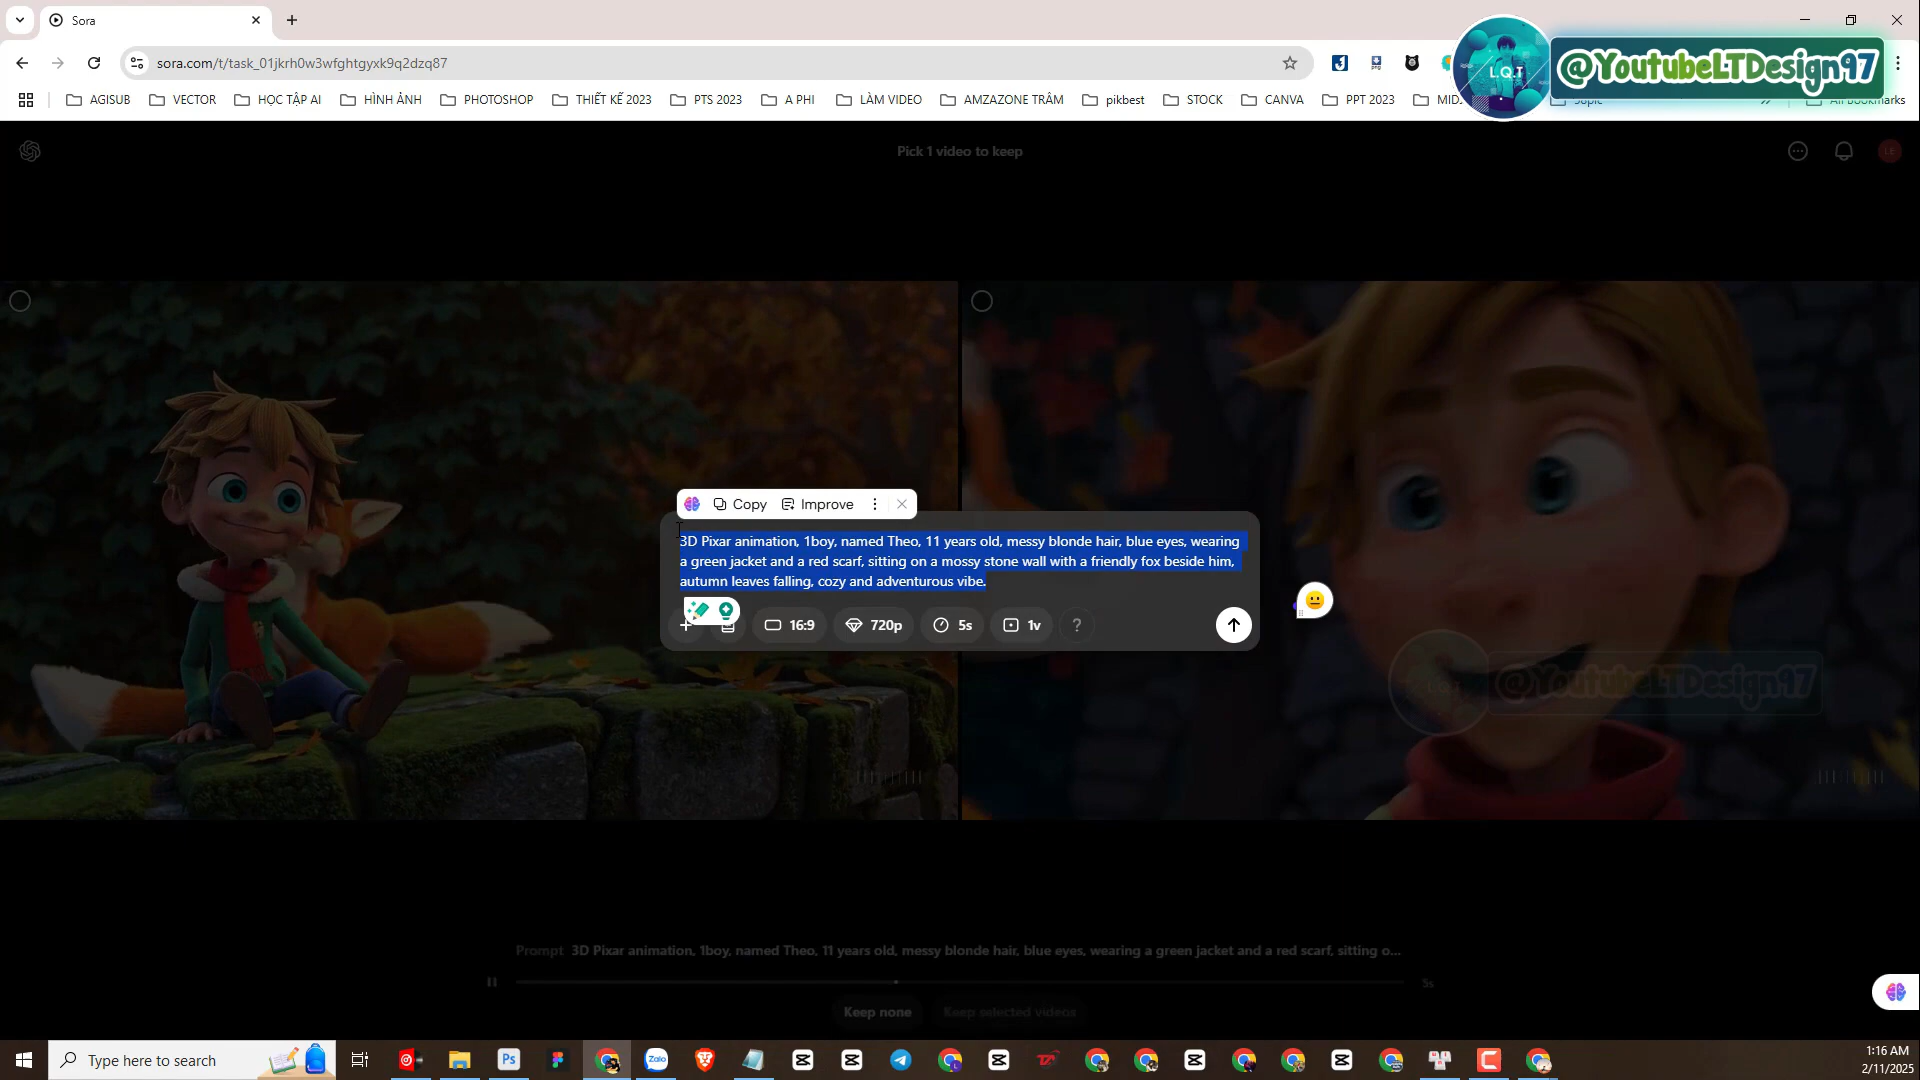 Sora
sora.com/t/task_01jkrh0w3wfghtgyxk9q2dzq87
L.Q.T
@YoutubeLTDesign97
AGISUB
VECTOR
HỌC TẬP AI
HÌNH ẢNH
PHOTOSHOP
THIẾT KẾ 2023
PTS 2023
A PHI
LÀM VIDEO
AMZAZONE TRÂM
pikbest
STOCK
CANVA
PPT 2023
All Bookmarks
Pick 1 video to keep
Copy
Improve
3D Pixar animation, 1boy, named Theo, 11 years old, messy blonde hair, blue eyes, wearing
a green jacket and a red scarf, sitting on a mossy stone wall with a friendly fox beside him,
autumn leaves falling, cozy and adventurous vibe.
16:9
720p
5s
1v
?
@YoutubeLTDesign97
Prompt 3D Pixar animation, 1boy, named Theo, 11 years old, messy blonde hair, blue eyes, wearing a green jacket and a red scarf, sitting o...
5s
Keep none
Keep selected videos
Type here to search
Ps
Zalo
1:16 AM
2/11/2025